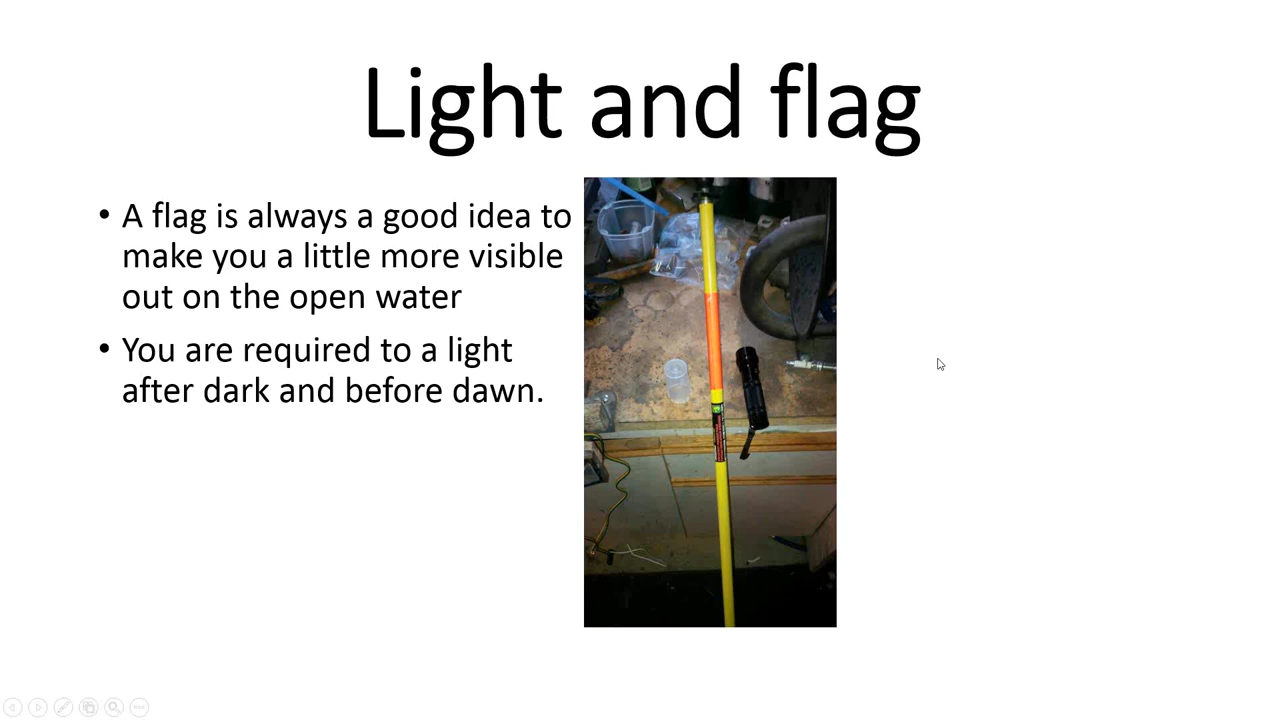 Light and flag
• A flag is always a good idea to
make you a little more visible
out on the open water
• You are required to a light
after dark and before dawn.